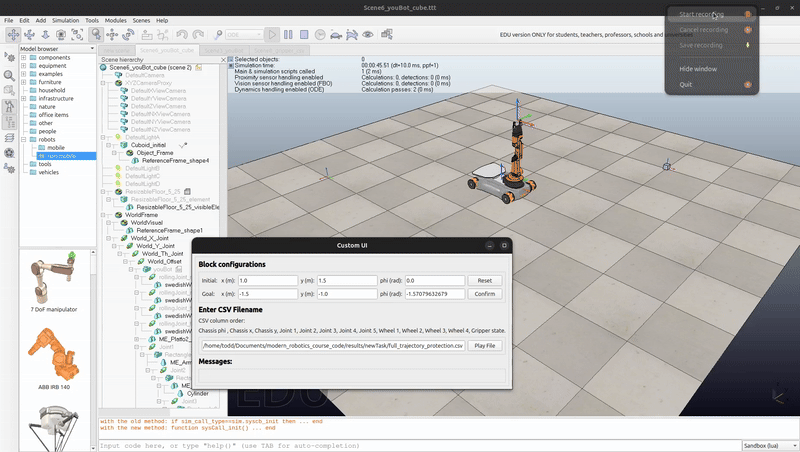 Scene6_youBot_cube.ttt
File Edit Add Simulation Tools Modules Scenes Help
ODE
EDU version ONLY for students, teachers, professors, schools and
Start recording
Cancel recording
Save recording
Hide window
Quit
Scene6_youBot_cube
Model browser
components
equipment
examples
furniture
household
infrastructure
nature
office items
other
people
robots
mobile
non-mobile
tools
vehicles
7 DoF manipulator
ABB IRB 140
Scene hierarchy
Scene6_youBot_cube (scene 2)
DefaultCamera
XYZCameraProxy
DefaultLightA
Cuboid_initial
Object_Frame
ReferenceFrame_shape4
DefaultLightB
DefaultLightC
DefaultLightD
ResizableFloor_5_25
ResizableFloor_5_25_element
ResizableFloor_5_25_visibleEle
WorldFrame
WorldVisual
ReferenceFrame_shape1
World_X_Joint
World_Y_Joint
World_Th_Joint
World_Offset
youBot
Selected objects: 0
Simulation time: 00:00:45.51 (dt=10.0 ms, ppf=1)
Main & simulation scripts called 1 (2 ms)
Proximity sensor handling enabled Calculations: 0, detections: 0 (0 ms)
Vision sensor handling enabled (FBO) Calculations: 0, detections: 0 (0 ms)
Dynamics handling enabled (ODE) Calculation passes: 2 (0 ms)
Custom UI
Block configurations
Initial: x (m): 1.0 y (m): 1.5 phi (rad): 0.0 Reset
Goal: x (m): -1.5 y (m): -1.0 phi (rad): -1.57079632679 Confirm
Enter CSV Filename
CSV column order:
Chassis phi , Chassis x, Chassis y, Joint 1, Joint 2, Joint 3, Joint 4, Joint 5, Wheel 1, Wheel 2, Wheel 3, Wheel 4, Gripper state.
/home/todd/Documents/modern_robotics_course_code/results/newTask/full_trajectory_protection.csv Play File
Messages:
Joint1
Cylinder
EDU
with the old method: if sim_call_type==sim.syscb_init then ... end
with the new method: function sysCall_init() ... end
Input code here, or type "help()" (use TAB for auto-completion)
Sandbox (lua)